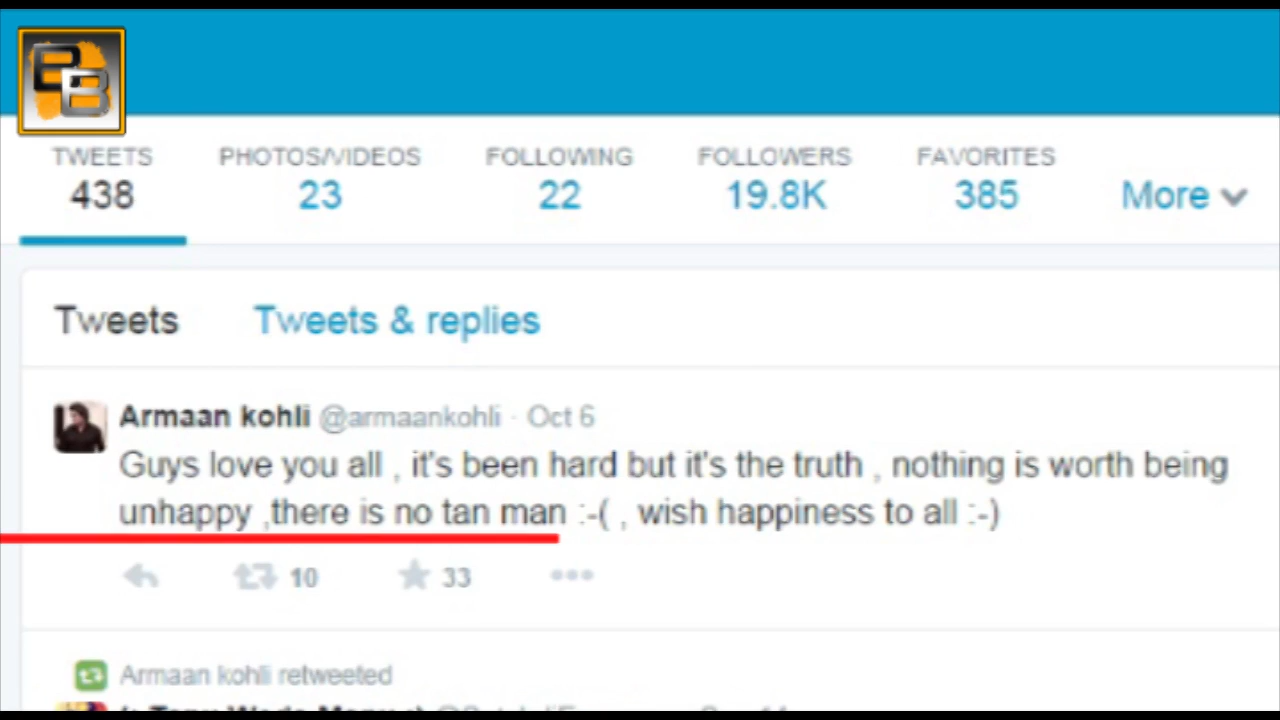 BB
TWEETS PHOTOS/VIDEOS FOLLOWING FOLLOWERS FAVORITES
438 23 22 19.8K 385 More
Tweets Tweets & replies
Armaan kohli @armaankohli · Oct 6
Guys love you all , it's been hard but it's the truth , nothing is worth being
unhappy ,there is no tan man :-( , wish happiness to all :-)
10 33
Armaan kohli retweeted